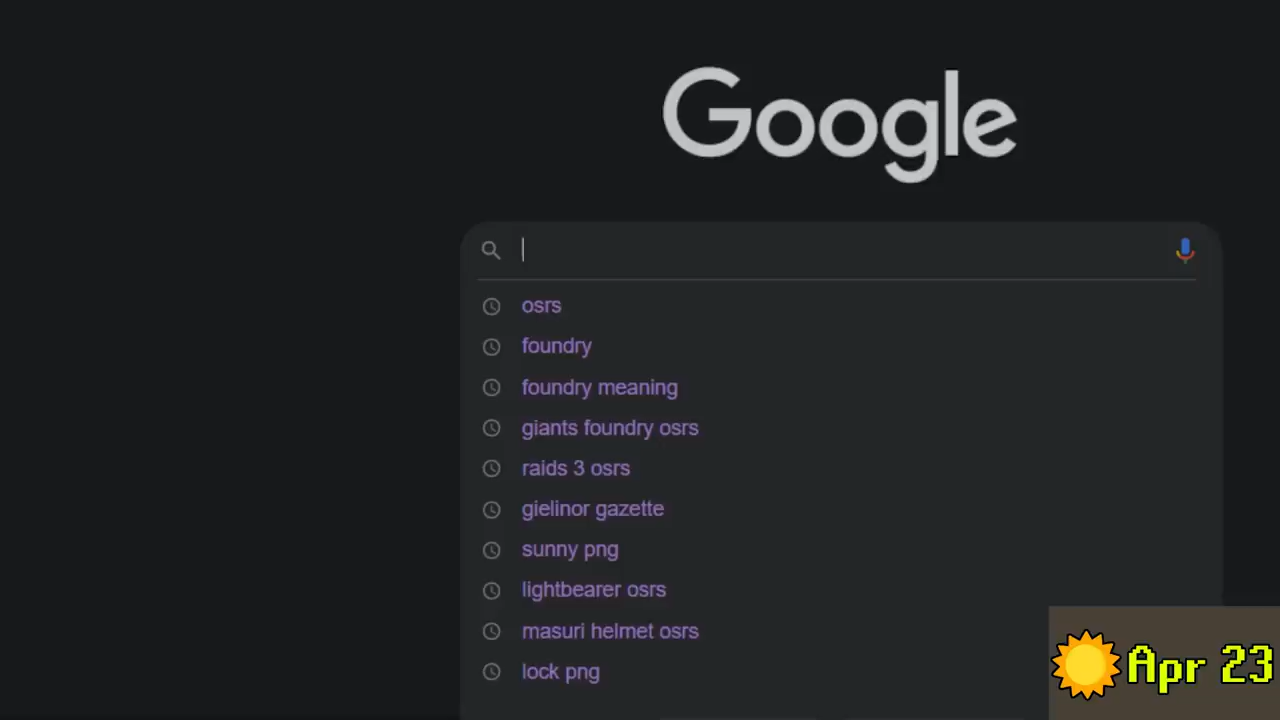 Google
osrs
foundry
foundry meaning
giants foundry osrs
raids 3 osrs
gielinor gazette
sunny png
lightbearer osrs
masuri helmet osrs
lock png
Apr 23